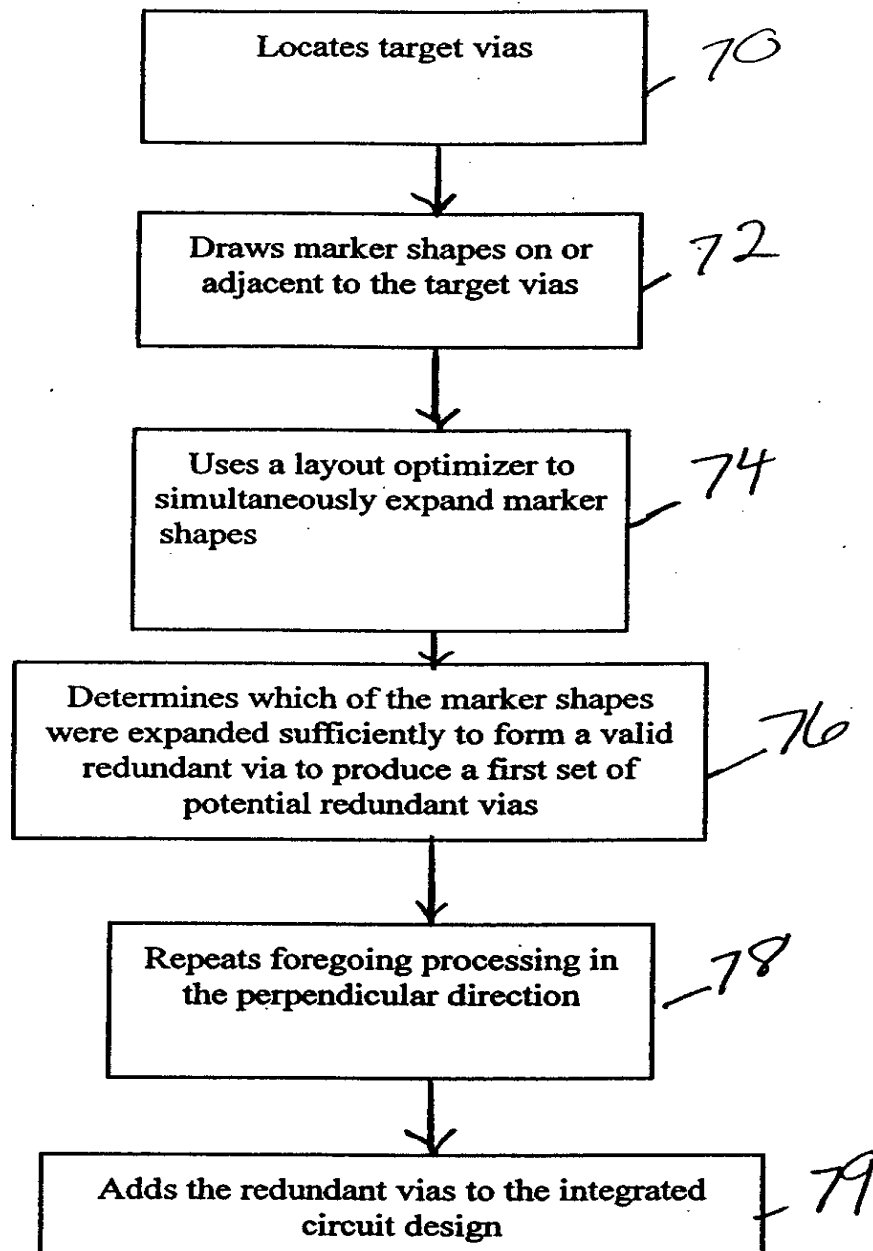 Locates target vias
70
Draws marker shapes on or
adjacent to the target vias
72
Uses a layout optimizer to
simultaneously expand marker
shapes
74
Determines which of the marker shapes
were expanded sufficiently to form a valid
redundant via to produce a first set of
potential redundant vias
76
Repeats foregoing processing in
the perpendicular direction
78
Adds the redundant vias to the integrated
circuit design
79